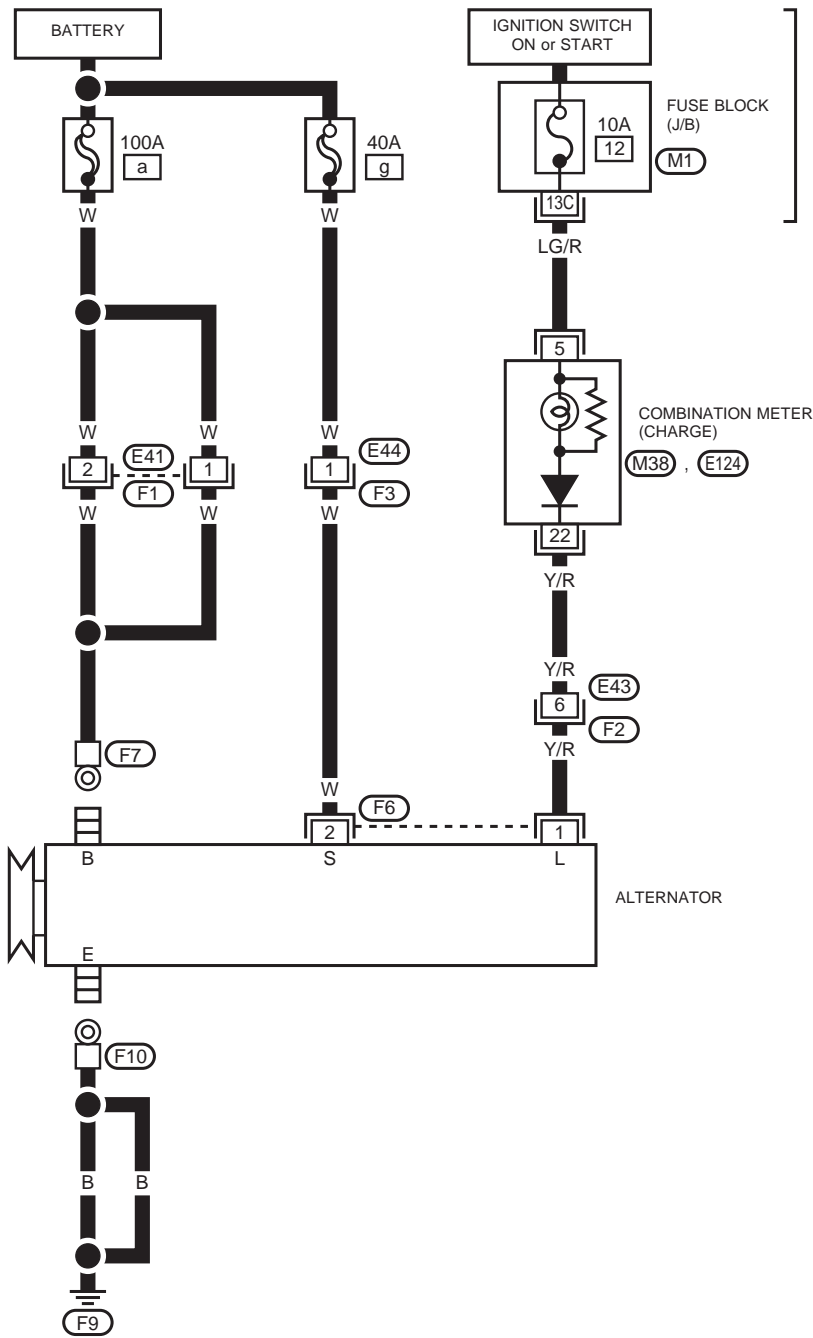 BATTERY
IGNITION SWITCH
ON or START
100A
a
40A
g
10A
12
FUSE BLOCK
(J/B)
M1
W
W
13C
LG/R
5
COMBINATION METER
(CHARGE)
M38 , E124
W
W
W
2
E41
1
1
E44
F1
F3
W
W
W
22
Y/R
Y/R
6
E43
F2
Y/R
F7
W
F6
2
1
B
S
L
ALTERNATOR
E
F10
B
B
F9